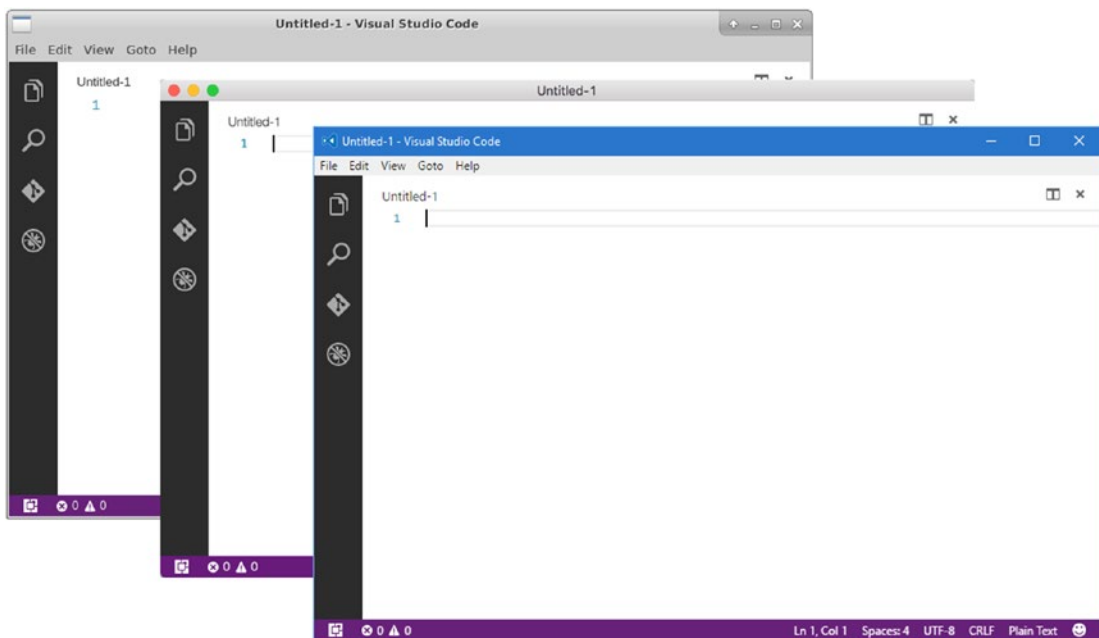 Untitled-1 - Visual Studio Code
File Edit View Goto Help
Untitled-1
1
0 0
Untitled-1
Untitled-1
1
0 0
Untitled-1 - Visual Studio Code
File Edit View Goto Help
Untitled-1
1
0 0 Ln 1, Col 1 Spaces: 4 UTF-8 CRLF Plain Text